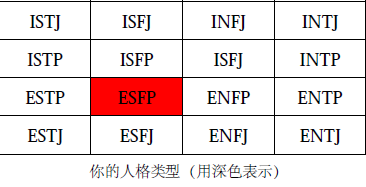 ISTJ ISFJ INFJ INTJ
ISTP ISFP ISFJ INTP
ESTP ESFP ENFP ENTP
ESTJ ESFJ ENFJ ENTJ
你的人格类型（用深色表示）